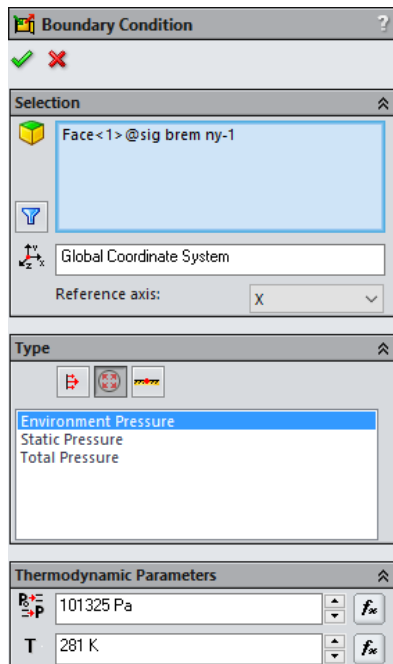 Boundary Condition ?
Selection
Face<1>@sig brem ny-1
Global Coordinate System
Reference axis: X
Type
Environment Pressure
Static Pressure
Total Pressure
Thermodynamic Parameters
101325 Pa
T 281 K